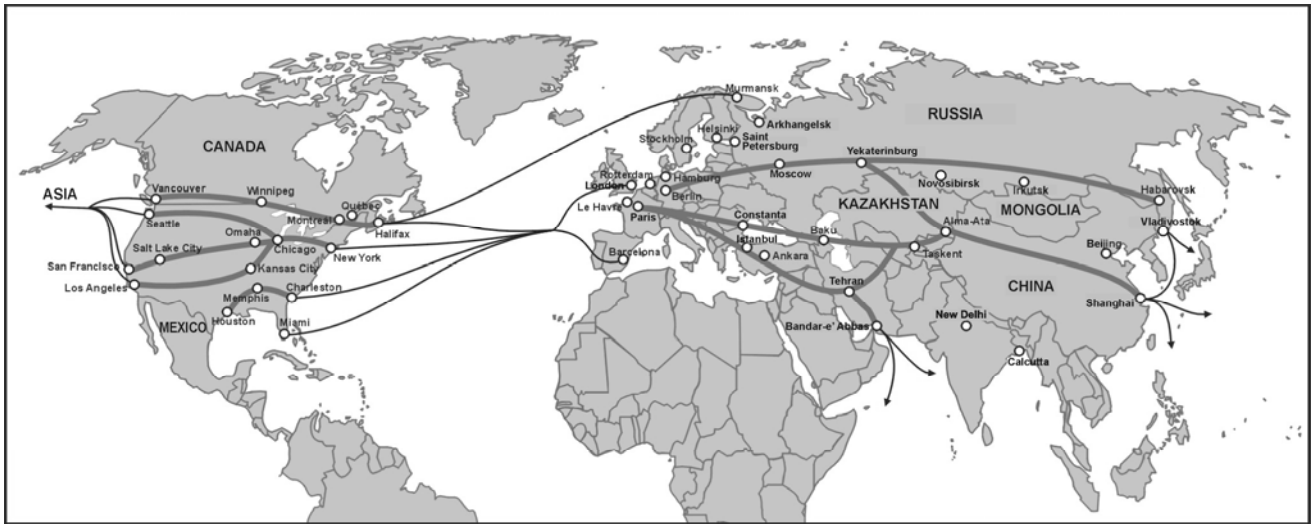 Murmansk
Arkhangelsk
RUSSIA
Helsinki
Saint
Petersburg
Stockholm
CANADA
Yekaterinburg
Moscow
Rotterdam
Hamburg
London
Berlin
Novosibirsk
Irkutsk
Habarovsk
ASIA
Vancouver
Winnipeg
Québec
Montreal
Halifax
Seattle
Le Havre
Paris
KAZAKHSTAN
MONGOLIA
Constanta
Alma-Ata
Vladivostok
Omaha
Chicago
New York
Salt Lake City
Istanbul
Baku
Ankara
Taskent
Beijing
Barcelona
San Francisco
Kansas City
Los Angeles
Charleston
Tehran
CHINA
Shanghai
Memphis
Houston
MEXICO
Miami
Bandar-e' Abbas
New Delhi
Calcutta